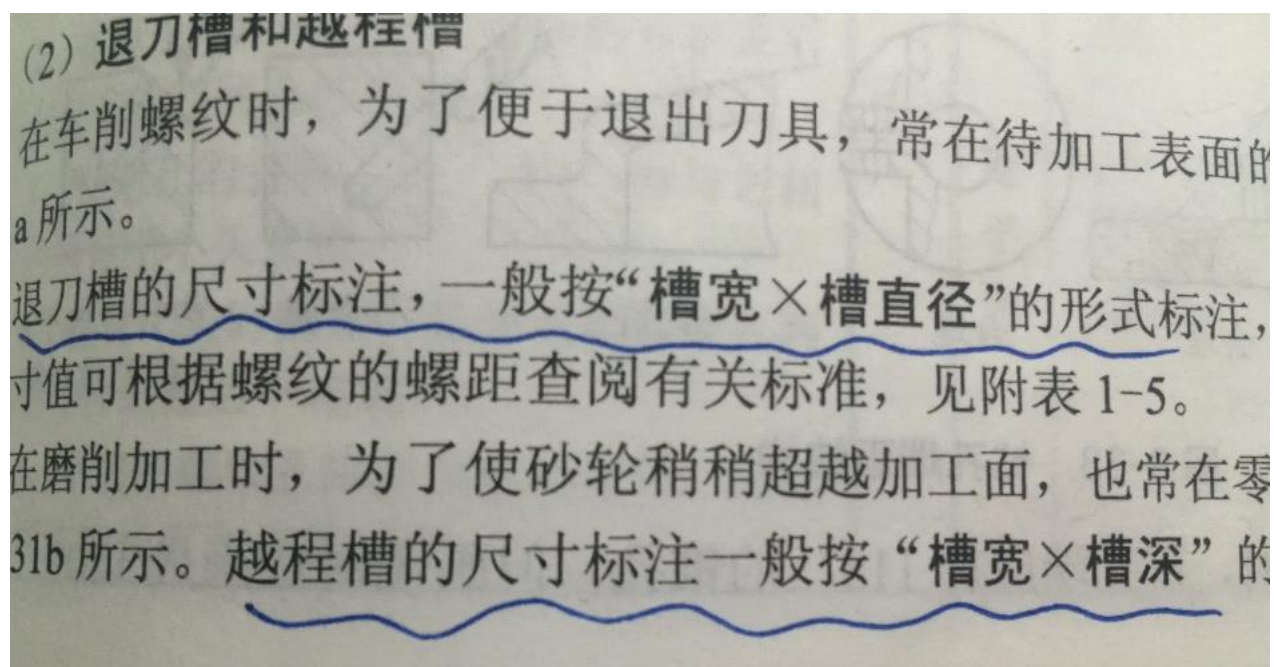 (2) 退刀槽和越程槽
在车削螺纹时，为了便于退出刀具，常在待加工表面的
a 所示。
退刀槽的尺寸标注，一般按“槽宽×槽直径”的形式标注，
寸值可根据螺纹的螺距查阅有关标准，见附表 1-5。
在磨削加工时，为了使砂轮稍稍超越加工面，也常在零
31b 所示。越程槽的尺寸标注一般按“槽宽×槽深”的